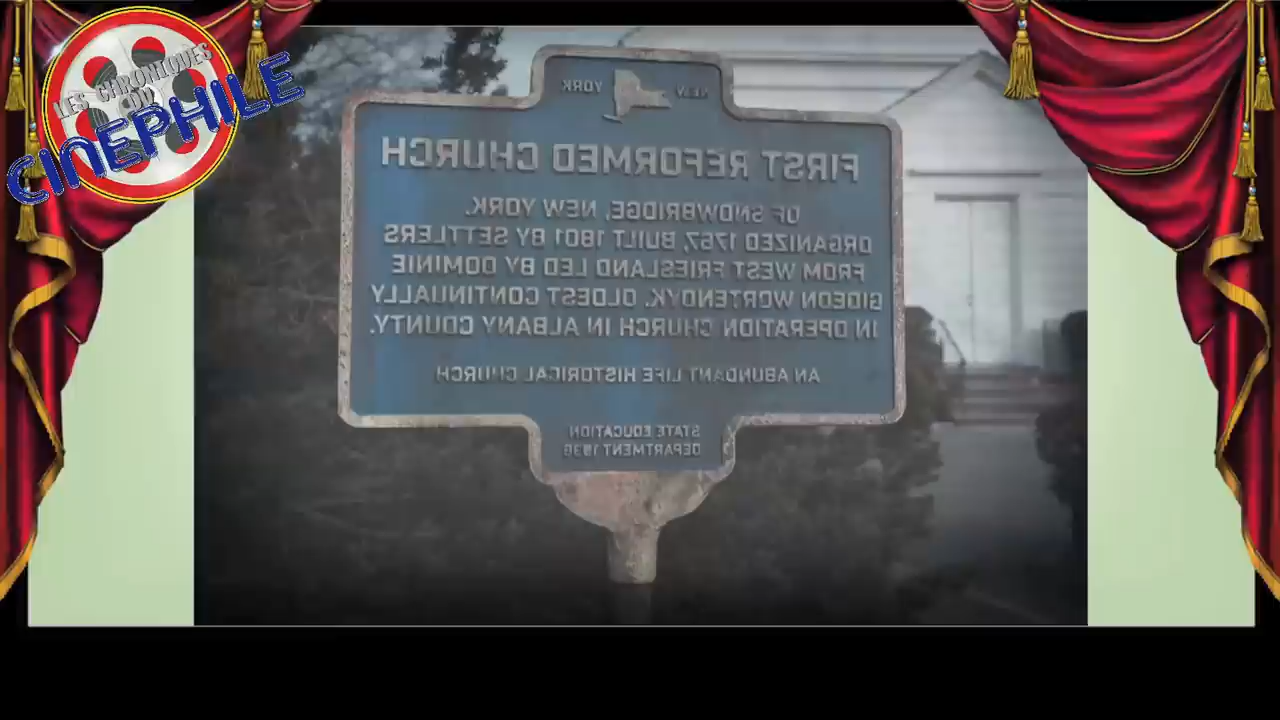 LES CHRONIQUES
DU
CINEPHILE
NEW YORK
FIRST REFORMED CHURCH
OF SNOWBRIDGE, NEW YORK.
ORGANIZED 1767, BUILT 1801 BY SETTLERS
FROM WEST FRIESLAND LED BY DOMINIE
GIDEON WORTENDYK. OLDEST CONTINUALLY
IN OPERATION CHURCH IN ALBANY COUNTY.
AN ABUNDANT LIFE HISTORICAL CHURCH
STATE EDUCATION
DEPARTMENT 1936